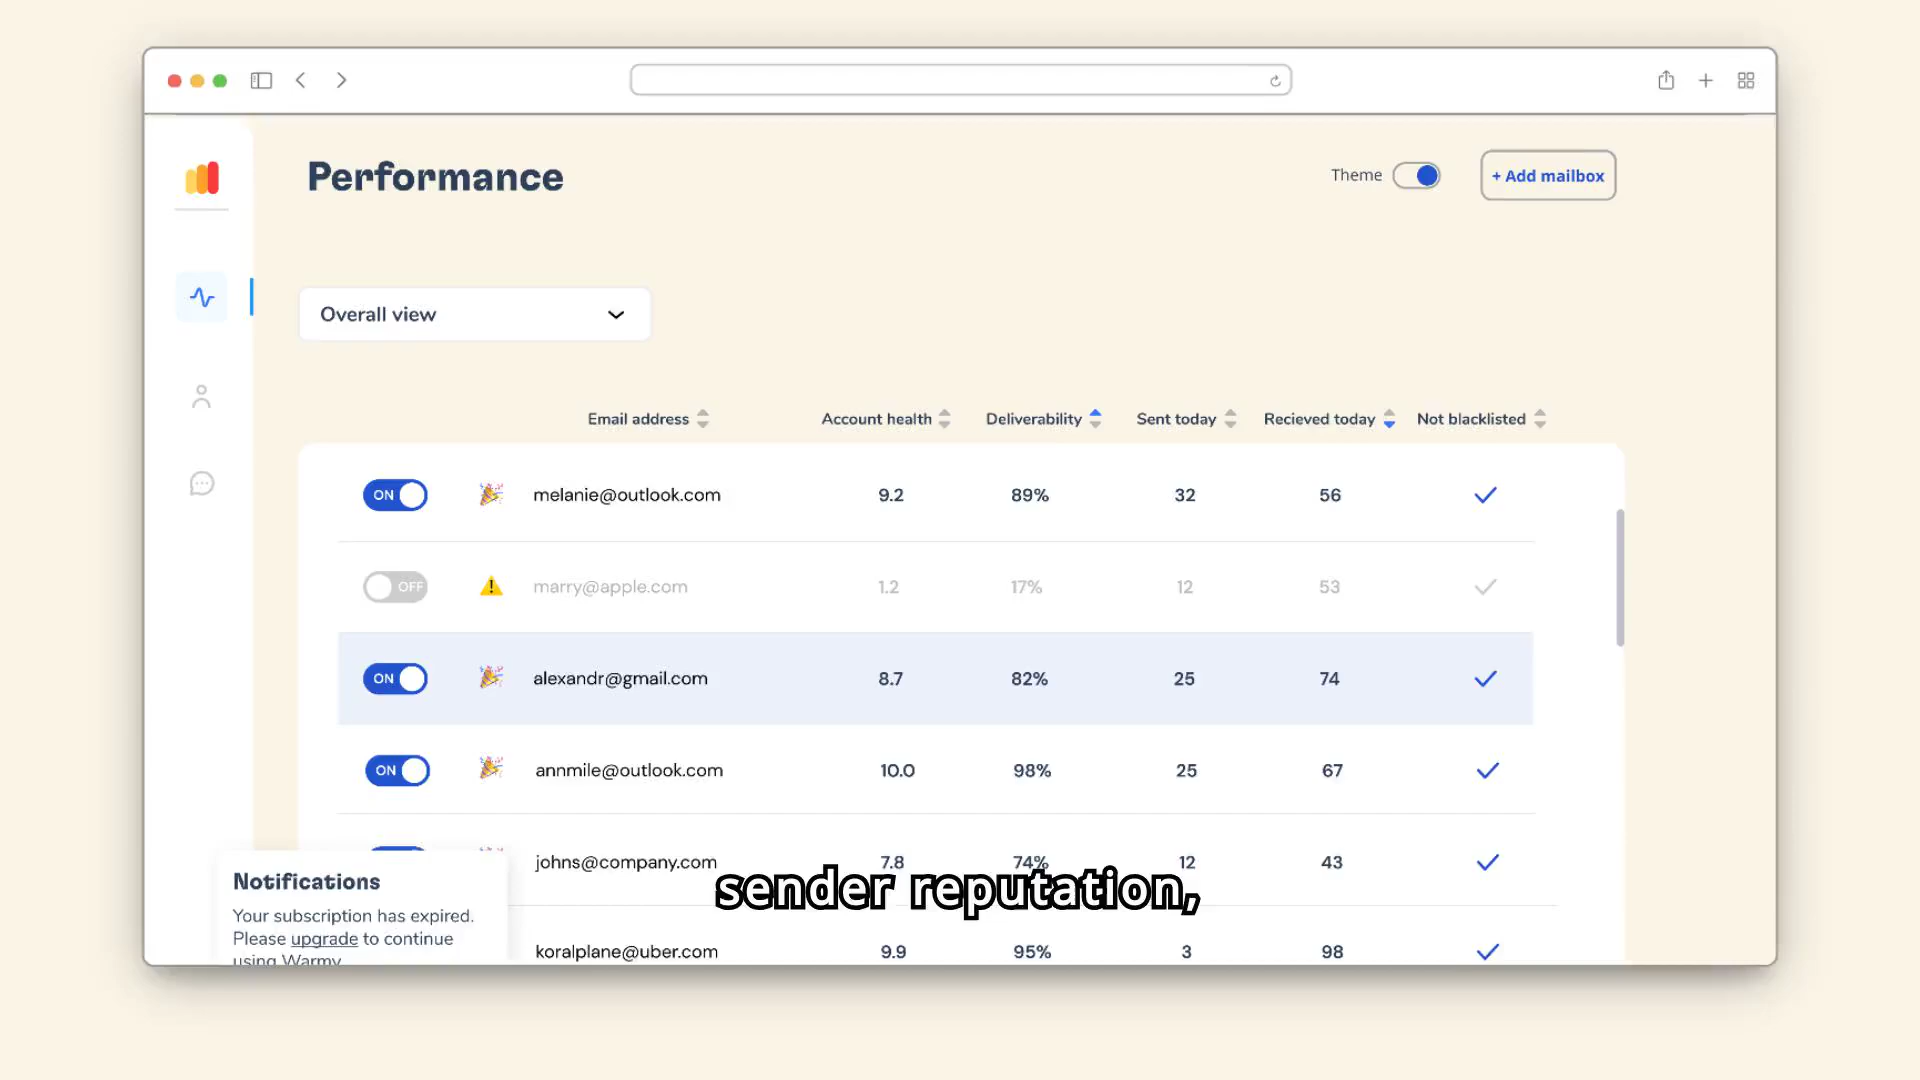 Performance
Theme
+ Add mailbox
Overall view
Email address Account health Deliverability Sent today Recieved today Not blacklisted
ON melanie@outlook.com 9.2 89% 32 56
OFF marry@apple.com 1.2 17% 12 53
ON alexandr@gmail.com 8.7 82% 25 74
ON annmile@outlook.com 10.0 98% 25 67
johns@company.com 7.8 74% 12 43
sender reputation,
koralplane@uber.com 9.9 95% 3 98
Notifications
Your subscription has expired.
Please upgrade to continue
using Warmy